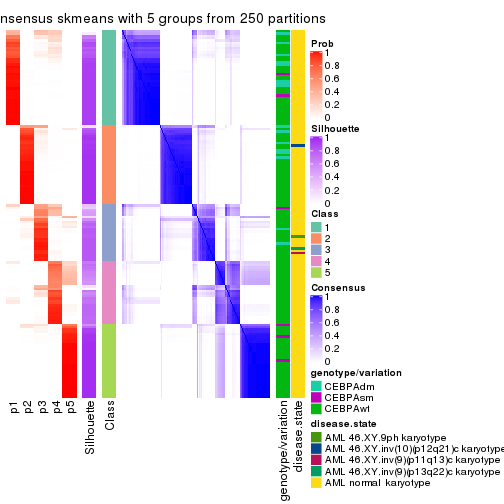 nsensus skmeans with 5 groups from 250 partitions
Prob
1
0.8
0.6
0.4
0.2
0
Silhouette
1
0.8
0.6
0.4
0.2
0
Class
1
2
3
4
5
Consensus
1
0.8
0.6
0.4
0.2
0
genotype/variation
CEBPAdm
CEBPAsm
CEBPAwt
disease.state
AML 46.XY.9ph karyotype
AML 46.XY.inv(10)(p12q21)c karyotype
AML 46.XY.inv(9)(p11q13)c karyotype
AML 46.XY.inv(9)(p13q22)c karyotype
AML normal karyotype
p1
p2
p3
p4
p5
Silhouette
Class
genotype/variation
disease.state